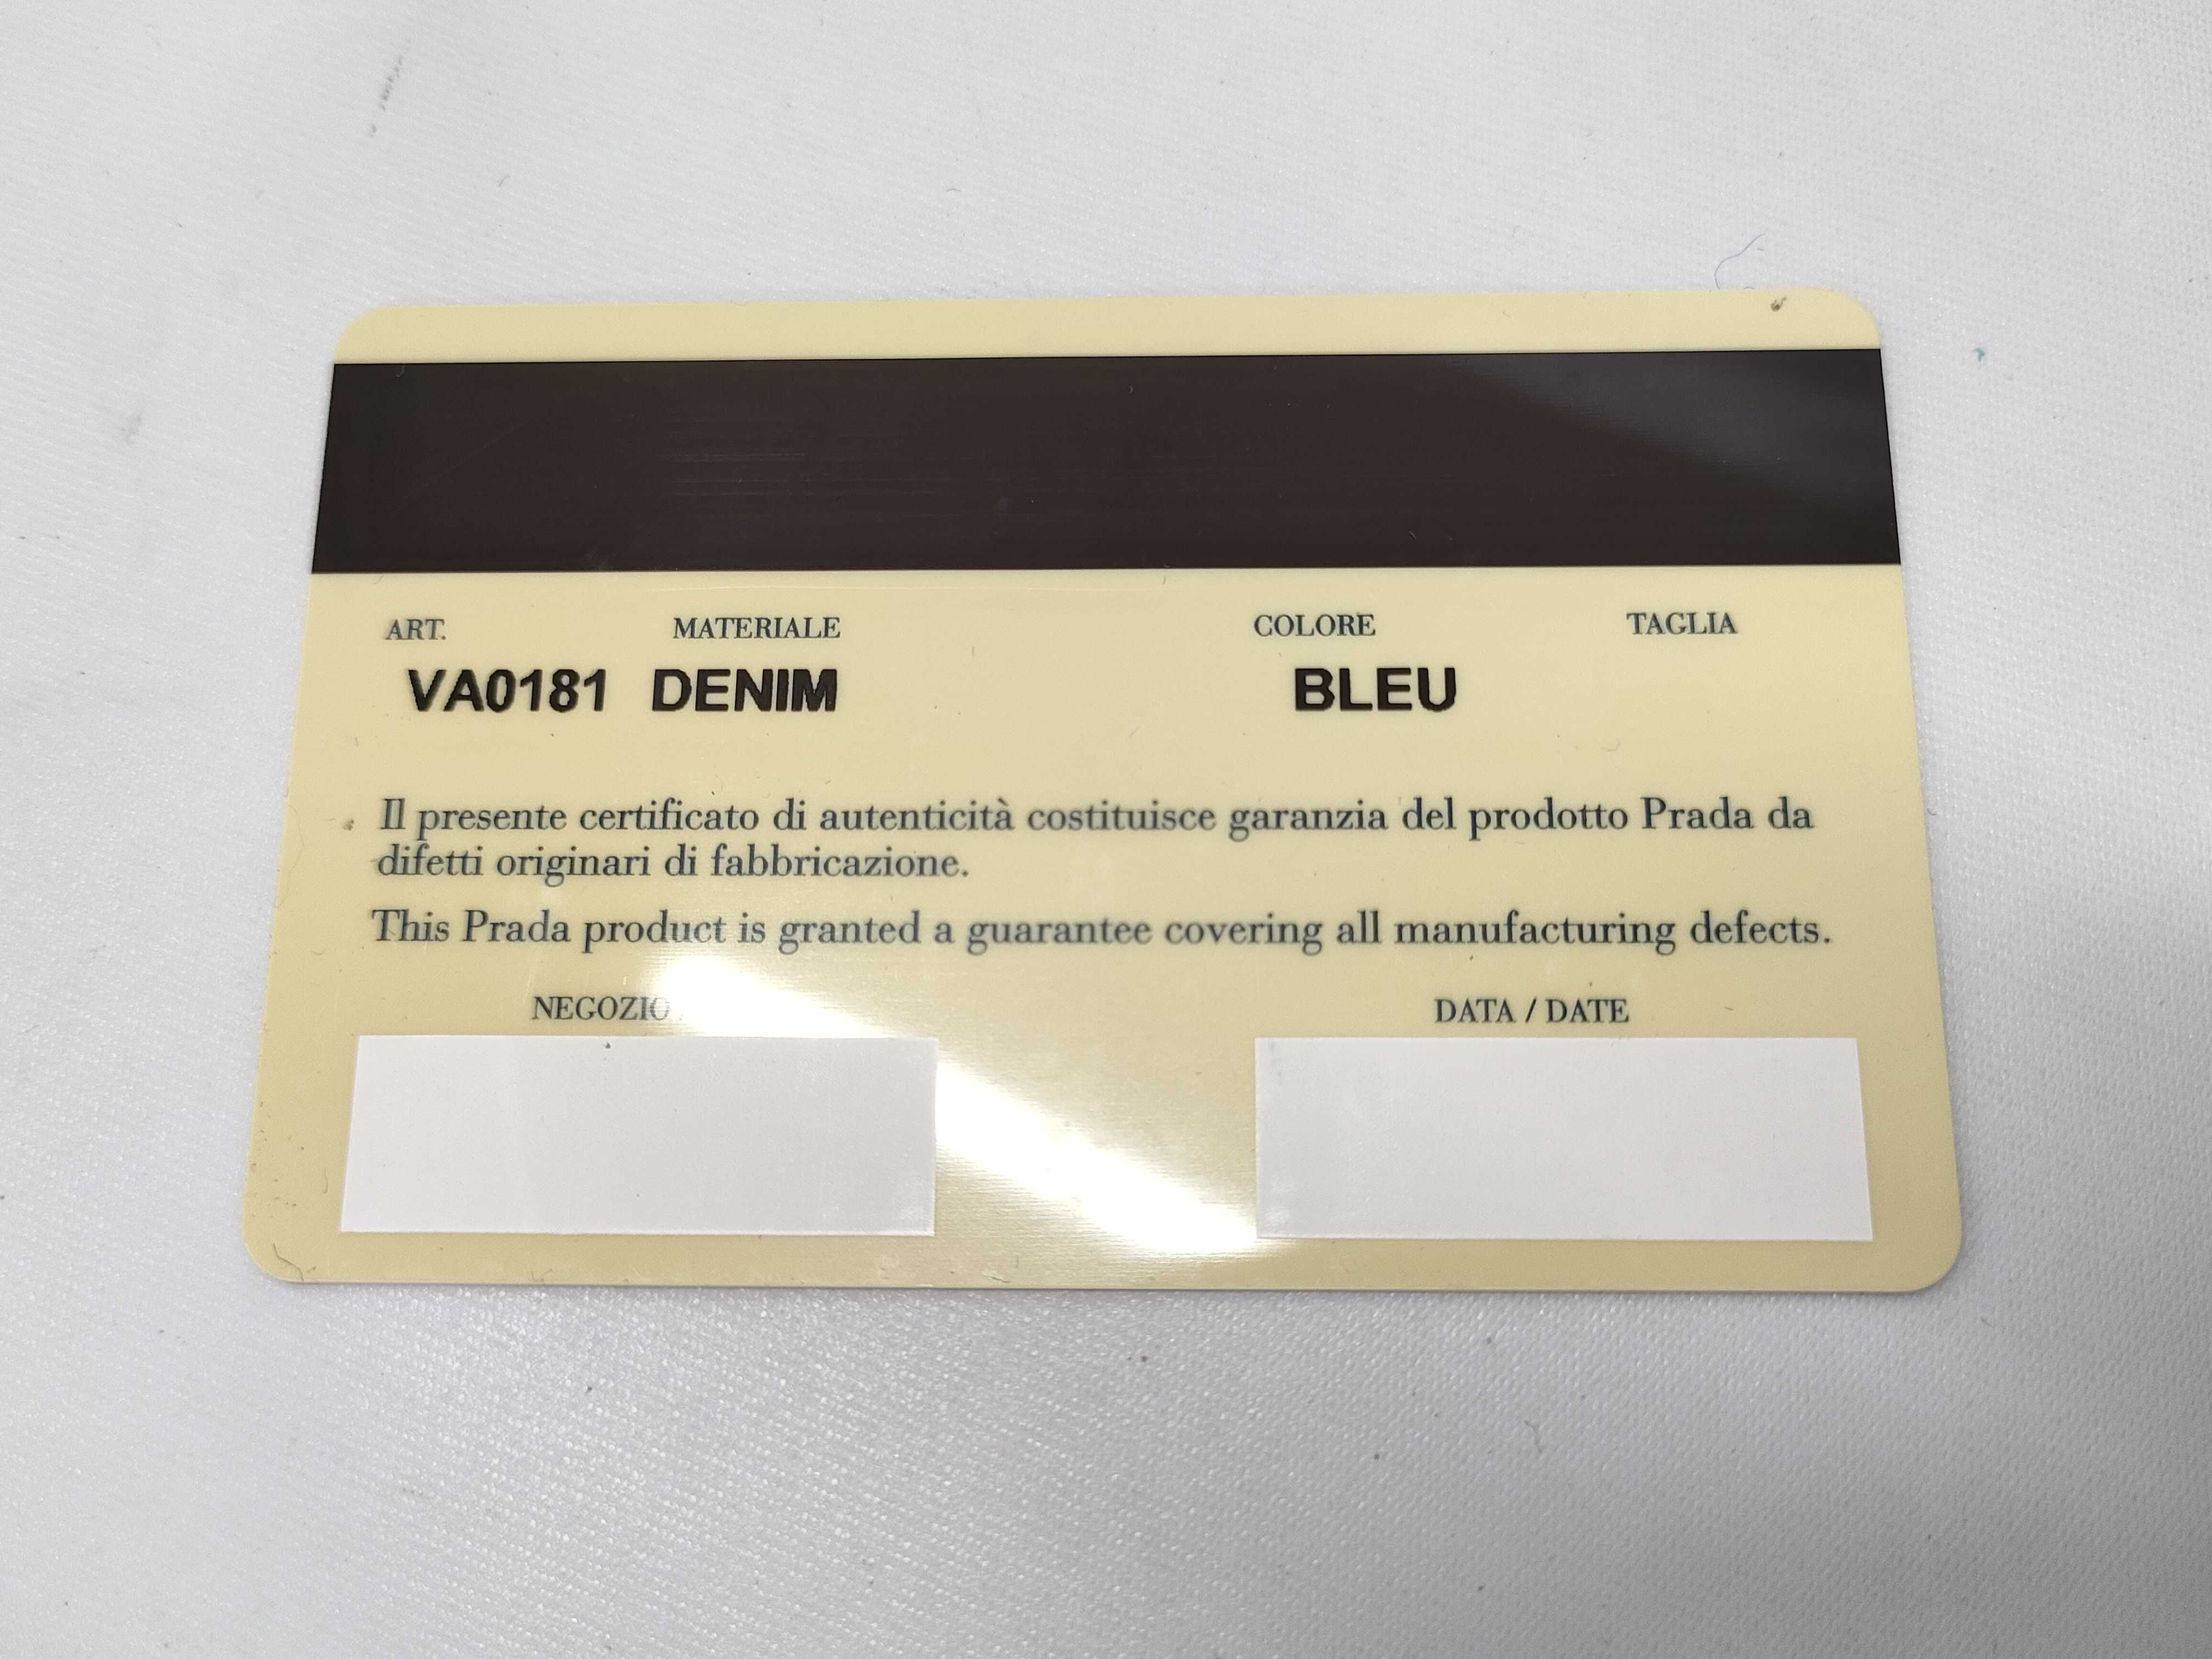 ART. MATERIALE COLORE TAGLIA
VA0181 DENIM BLEU
Il presente certificato di autenticità costituisce garanzia del prodotto Prada da
difetti originari di fabbricazione.
This Prada product is granted a guarantee covering all manufacturing defects.
NEGOZIO DATA / DATE